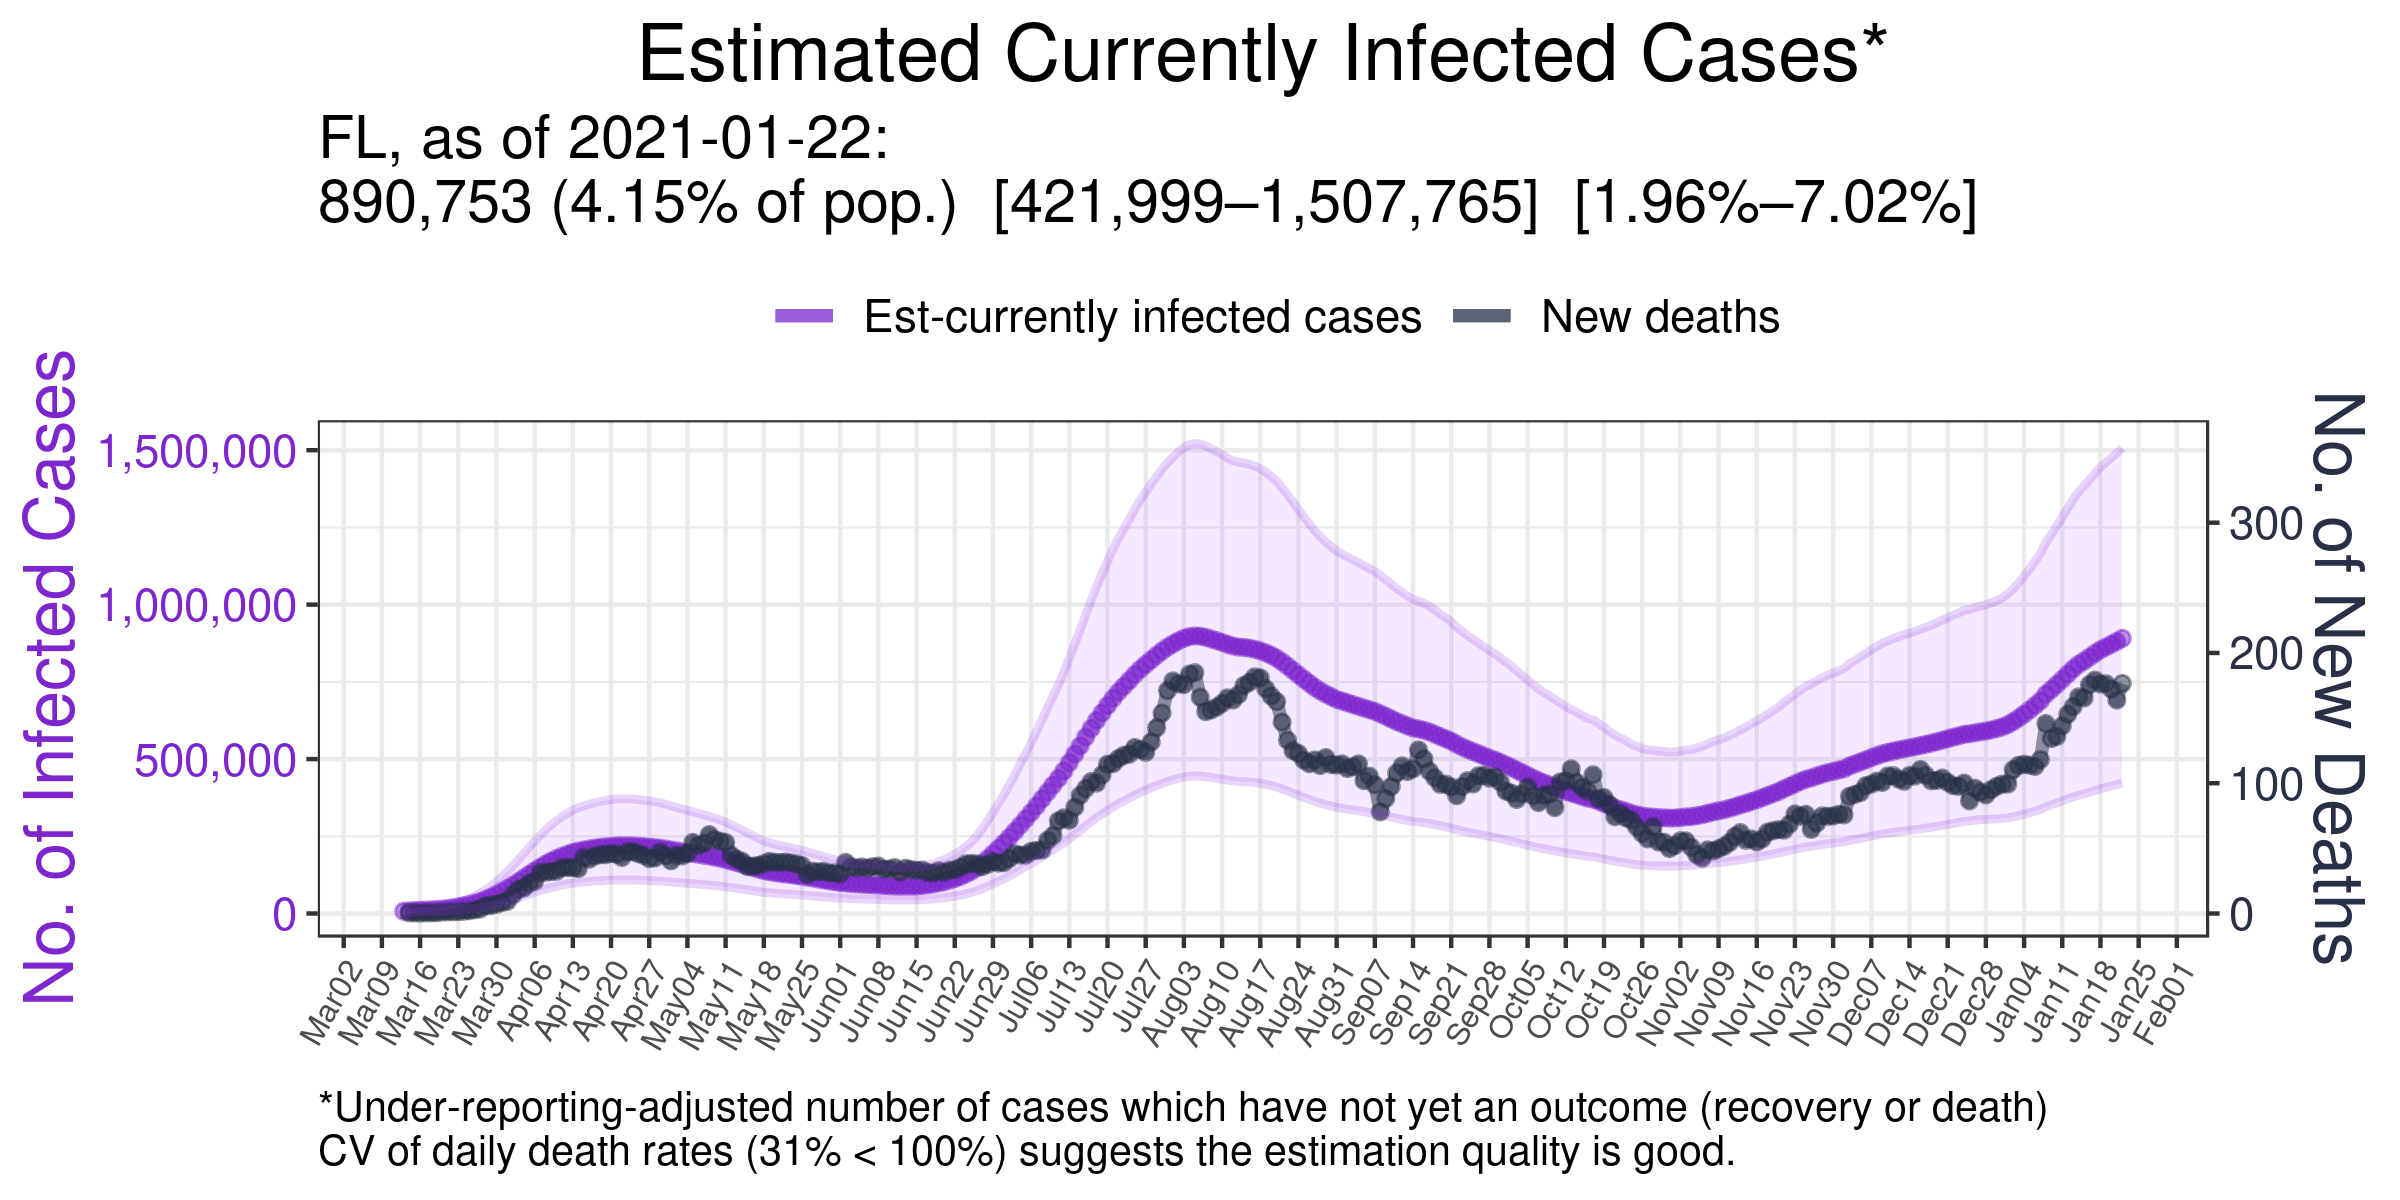 Estimated Currently Infected Cases*
FL, as of 2021-01-22:
890,753 (4.15% of pop.) [421,999–1,507,765] [1.96%–7.02%]
Est-currently infected cases
New deaths
No. of Infected Cases
1,500,000
1,000,000
500,000
0
No. of New Deaths
300
200
100
0
Mar02
Mar09
Mar16
Mar23
Mar30
Apr06
Apr13
Apr20
Apr27
May04
May11
May18
May25
Jun01
Jun08
Jun15
Jun22
Jun29
Jul06
Jul13
Jul20
Jul27
Aug03
Aug10
Aug17
Aug24
Aug31
Sep07
Sep14
Sep21
Sep28
Oct05
Oct12
Oct19
Oct26
Nov02
Nov09
Nov16
Nov23
Nov30
Dec07
Dec14
Dec21
Dec28
Jan04
Jan11
Jan18
Jan25
Feb01
*Under-reporting-adjusted number of cases which have not yet an outcome (recovery or death)
CV of daily death rates (31% < 100%) suggests the estimation quality is good.